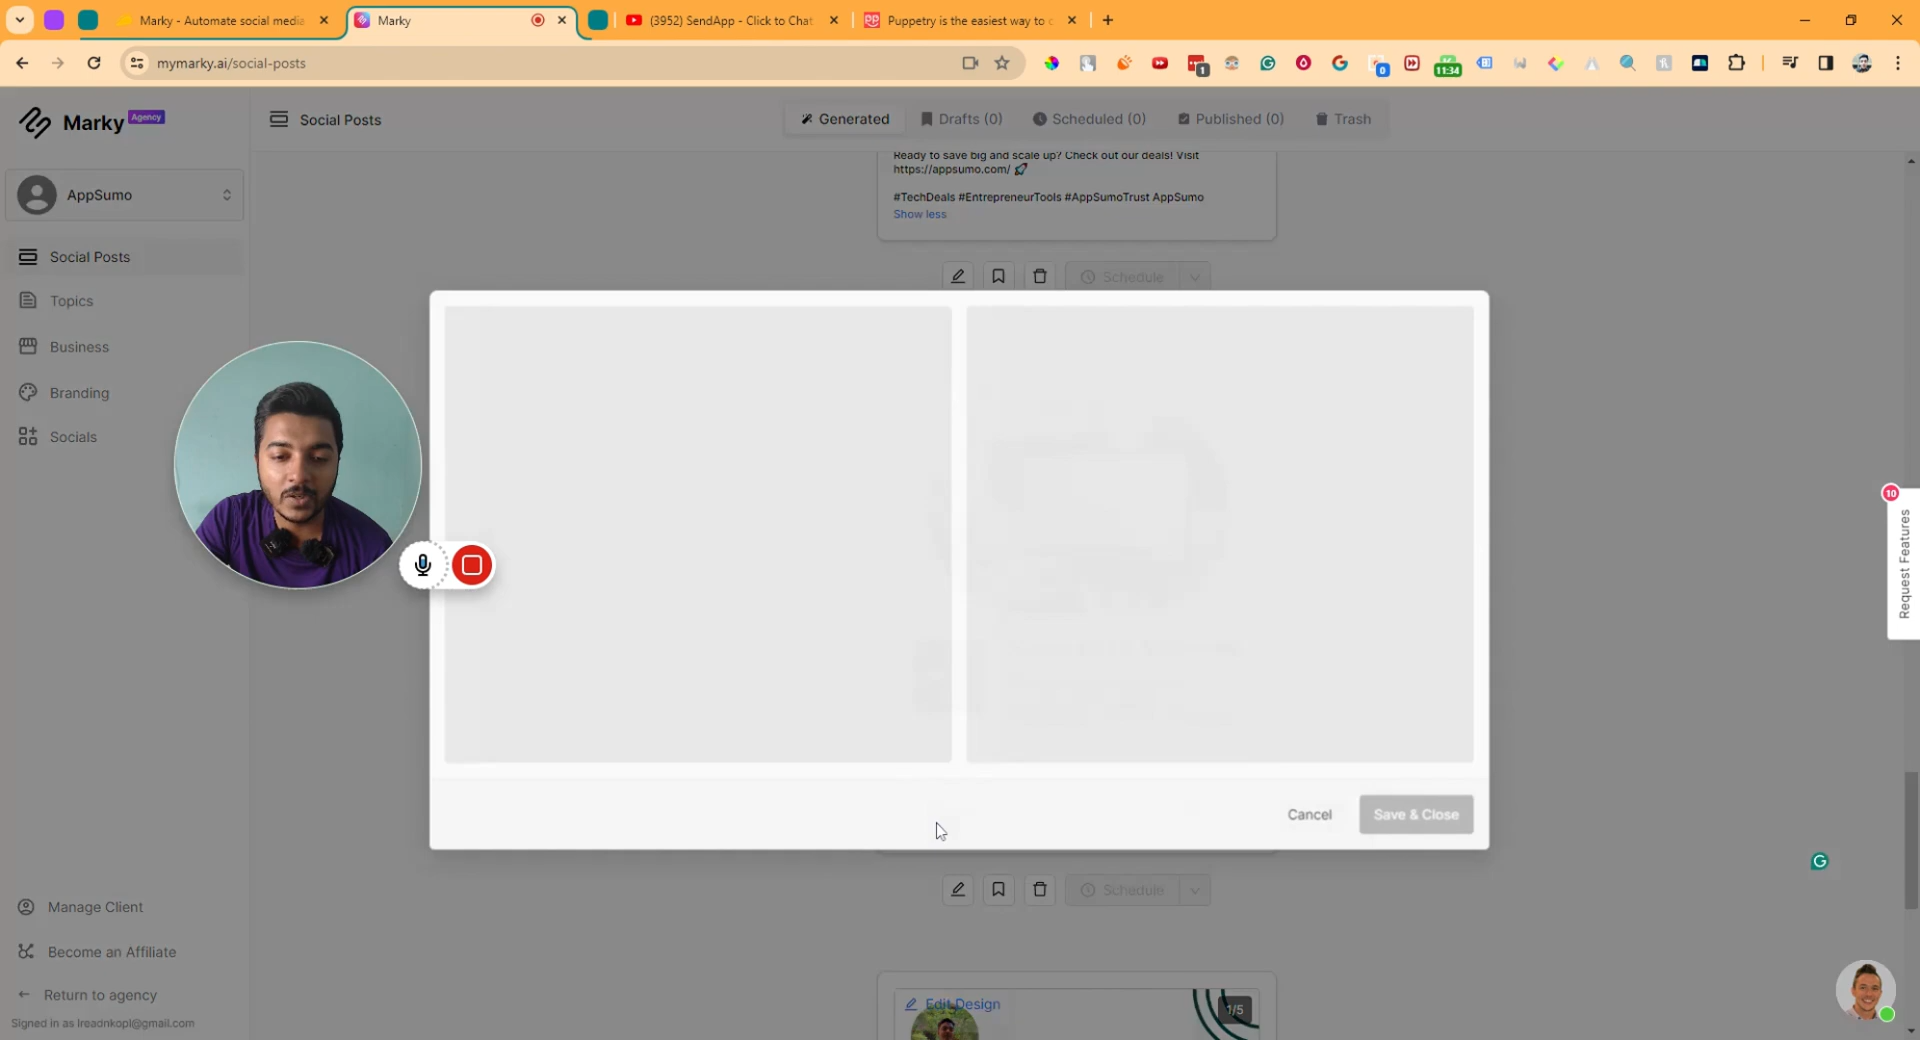 Marky - Automate social media
Marky
(3952) SendApp - Click to Chat
Puppetry is the easiest way to c
mymarky.ai/social-posts
1
0
11:34
Marky Agency
Social Posts
Generated
Drafts (0)
Scheduled (0)
Published (0)
Trash
AppSumo
Social Posts
Topics
Business
Branding
Socials
Ready to save big and scale up? Check out our deals! Visit
https://appsumo.com/
#TechDeals #EntrepreneurTools #AppSumoTrust AppSumo
Show less
Schedule
Cancel
Save & Close
10
Request Features
Schedule
Edit Design
1/5
Manage Client
Become an Affiliate
Return to agency
Signed in as lreadnkopl@gmail.com